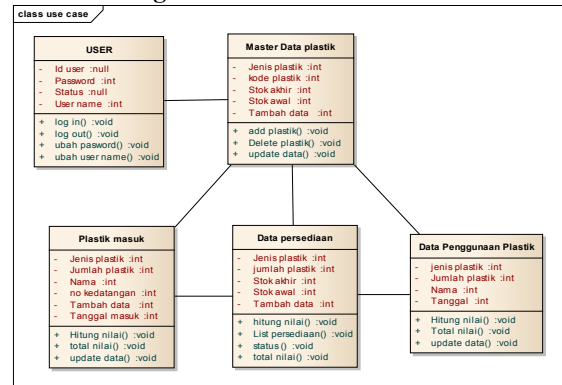 class use case
USER
- Id user :null
- Password :int
- Status :null
- User name :int
+ log in() :void
+ log out() :void
+ ubah pasword() :void
+ ubah user name() :void
Master Data plastik
- Jenis plastik :int
- kode plastik :int
- Stok akhir :int
- Stok awal :int
- Tambah data :int
+ add plastik() :void
+ Delete plastik() :void
+ update data() :void
Plastik masuk
- Jenis plastik :int
- Jumlah plastik :int
- Nama :int
- no kedatangan :int
- Tambah data :int
- Tanggal masuk :int
+ Hitung nilai() :void
+ total nilai() :void
+ update data() :void
Data persediaan
- Jenis plastik :int
- jumlah plastik :int
- Stok akhir :int
- Stok awal :int
- Tambah data :int
+ hitung nilai() :void
+ List persediaan() :void
+ status () :void
+ total nilai() :void
Data Penggunaan Plastik
- jenis plastik :int
- Jumlah plastik :int
- Nama :int
- Tanggal :int
+ Hitung nilai() :void
+ Total nilai() :void
+ update data() :void